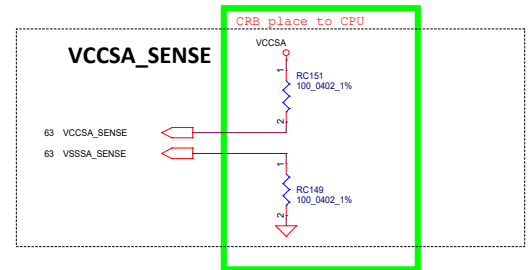 CRB place to CPU
VCCSA_SENSE
VCCSA
1
RC151
100_0402_1%
2
63 VCCSA_SENSE
63 VSSSA_SENSE
1
RC149
100_0402_1%
2